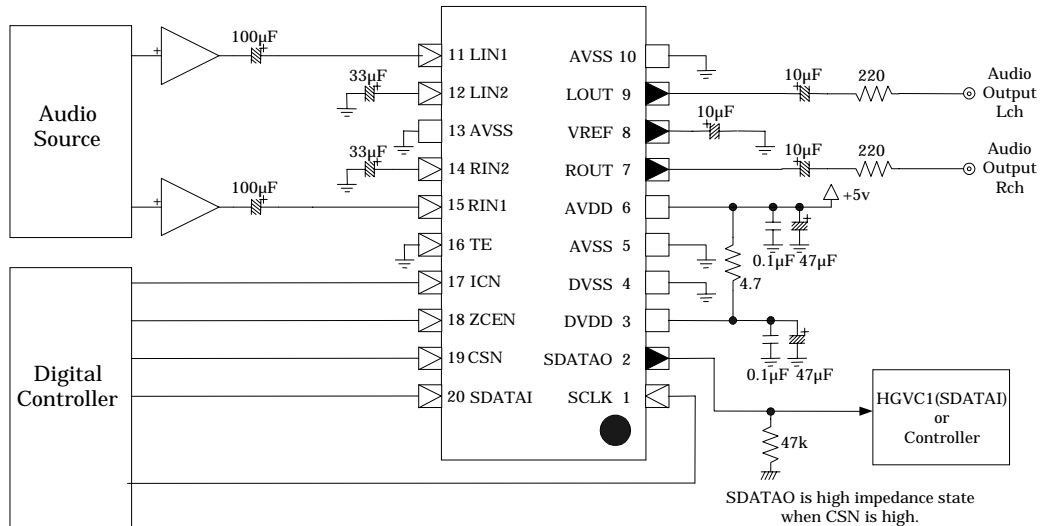 Audio
Source
+
100µF
+
11 LIN1
33µF
+
12 LIN2
13 AVSS
33µF
+
14 RIN2
+
100µF
+
15 RIN1
16 TE
17 ICN
18 ZCEN
19 CSN
20 SDATAI
Digital
Controller
AVSS 10
LOUT 9
VREF 8
ROUT 7
AVDD 6
AVSS 5
DVSS 4
DVDD 3
SDATAO 2
SCLK 1
10µF
+
220
Audio
Output
Lch
10µF
+
10µF
+
220
Audio
Output
Rch
+5v
+
0.1µF 47µF
4.7
+
0.1µF 47µF
HGVC1(SDATAI)
or
Controller
47k
SDATAO is high impedance state
when CSN is high.